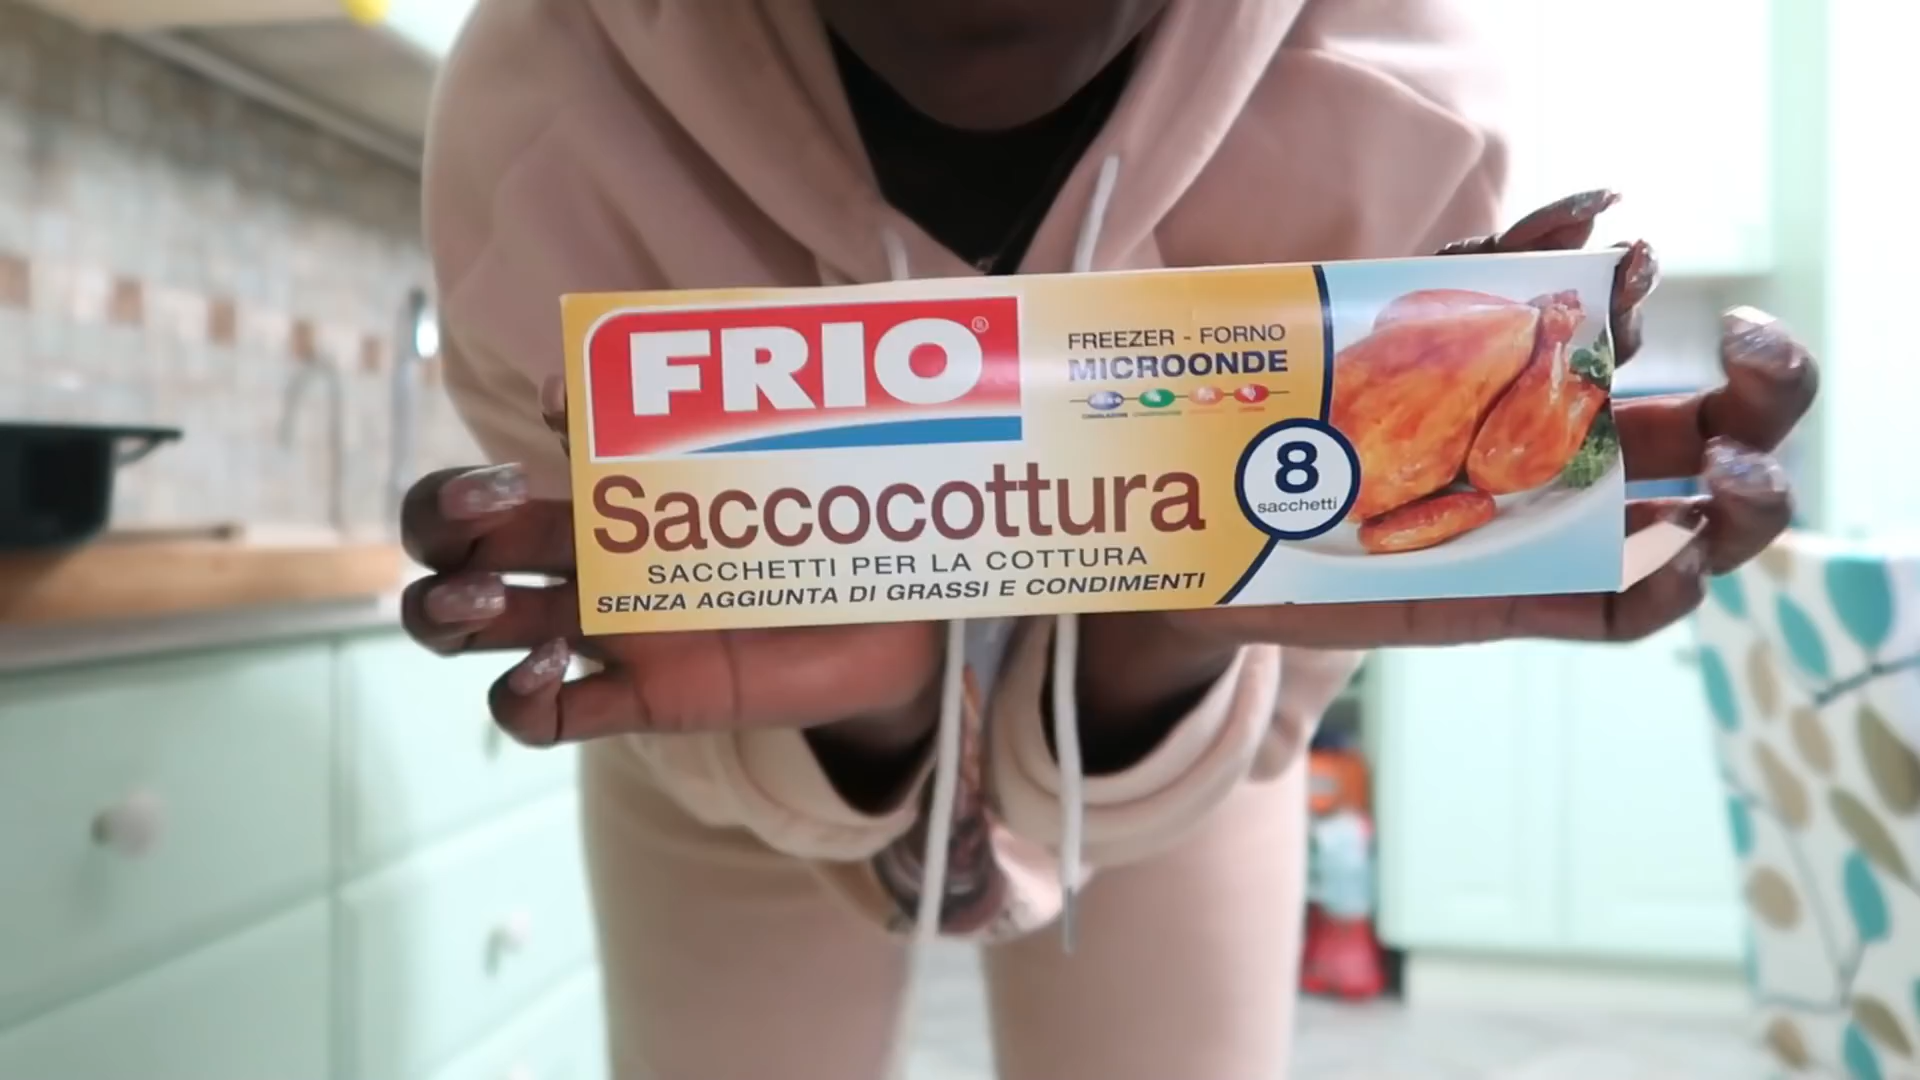 FRIO®
FREEZER - FORNO
MICROONDE
Saccocottura
8
sacchetti
SACCHETTI PER LA COTTURA
SENZA AGGIUNTA DI GRASSI E CONDIMENTI